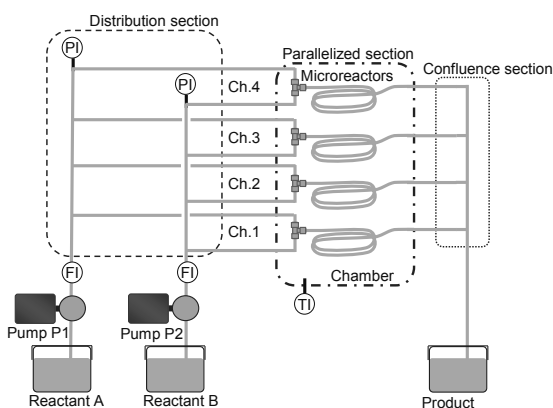 Distribution section
PI
PI
Parallelized section
Microreactors
Confluence section
Ch.4
Ch.3
Ch.2
Ch.1
FI
FI
Chamber
TI
Pump P1
Pump P2
Reactant A
Reactant B
Product